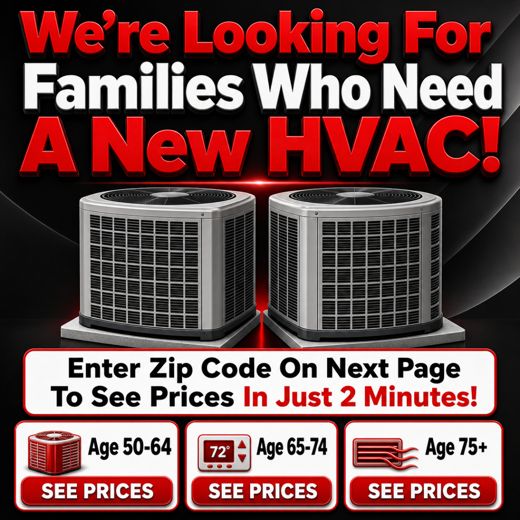 We're Looking For
Families Who Need
A New HVAC!
Enter Zip Code On Next Page
To See Prices In Just 2 Minutes!
Age 50-64
SEE PRICES
72°
Age 65-74
SEE PRICES
Age 75+
SEE PRICES